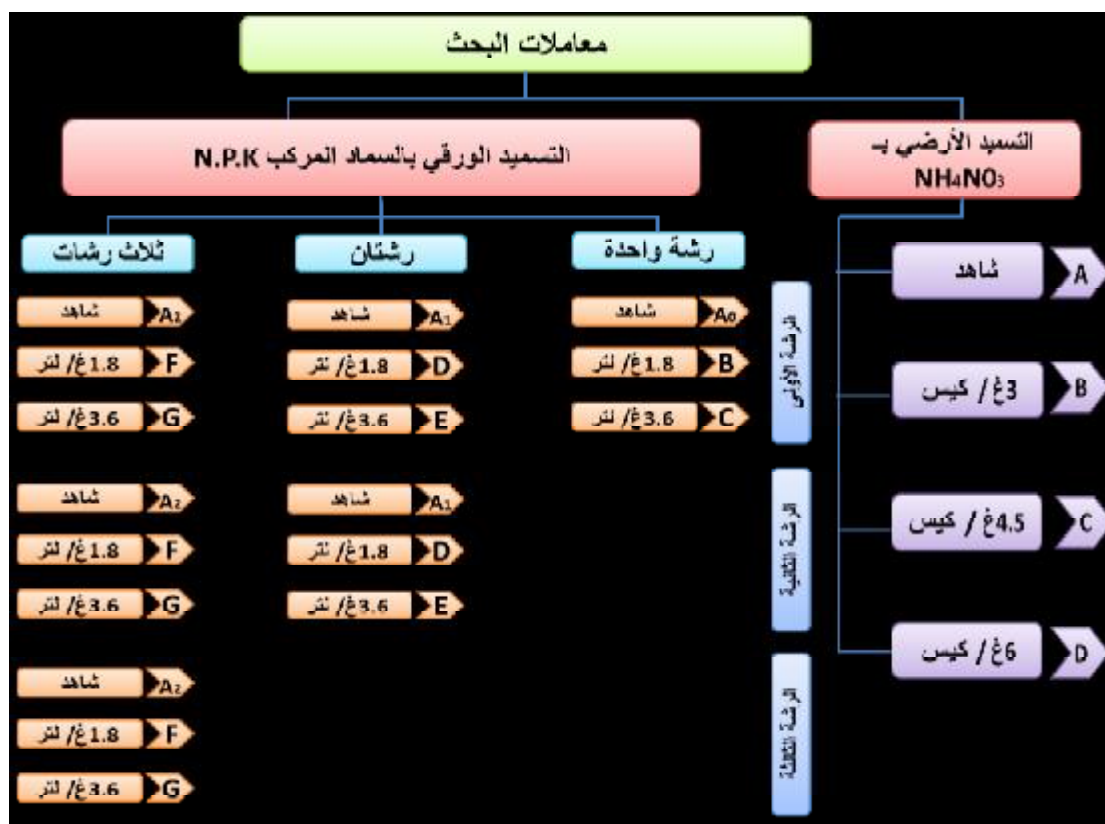 معاملات البحث
التسميد الأرضي بـ
NH₄NO₃
شاهد
A
3غ/ كيس
B
4.5غ/ كيس
C
6غ/ كيس
D
التسميد الورقي بالسماد المركب N.P.K
رشة واحدة
رشتان
ثلاث رشات
الرشة الأولى
A₀ شاهد
B 1.8غ/ لتر
C 3.6غ/ لتر
A₁ شاهد
D 1.8غ/ لتر
E 3.6غ/ لتر
A₂ شاهد
F 1.8غ/ لتر
G 3.6غ/ لتر
الرشة الثانية
A₁ شاهد
D 1.8غ/ لتر
E 3.6غ/ لتر
A₂ شاهد
F 1.8غ/ لتر
G 3.6غ/ لتر
الرشة الثالثة
A₂ شاهد
F 1.8غ/ لتر
G 3.6غ/ لتر